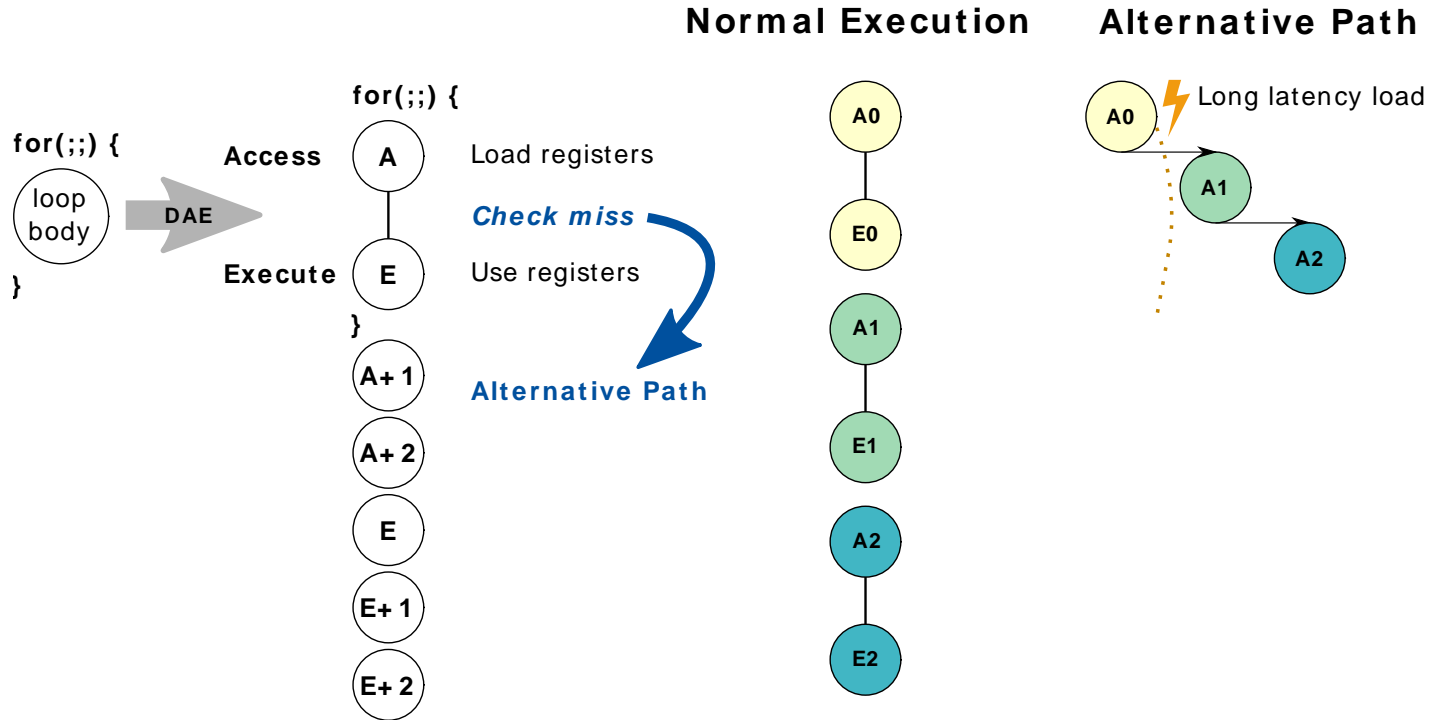 Normal Execution
Alternative Path
for(;;) {
loop
body
}
DAE
for(;;) {
Access
A
Load registers
Check miss
Execute
E
Use registers
}
A+1
Alternative Path
A+2
E
E+1
E+2
A0
E0
A1
E1
A2
E2
A0
Long latency load
A1
A2